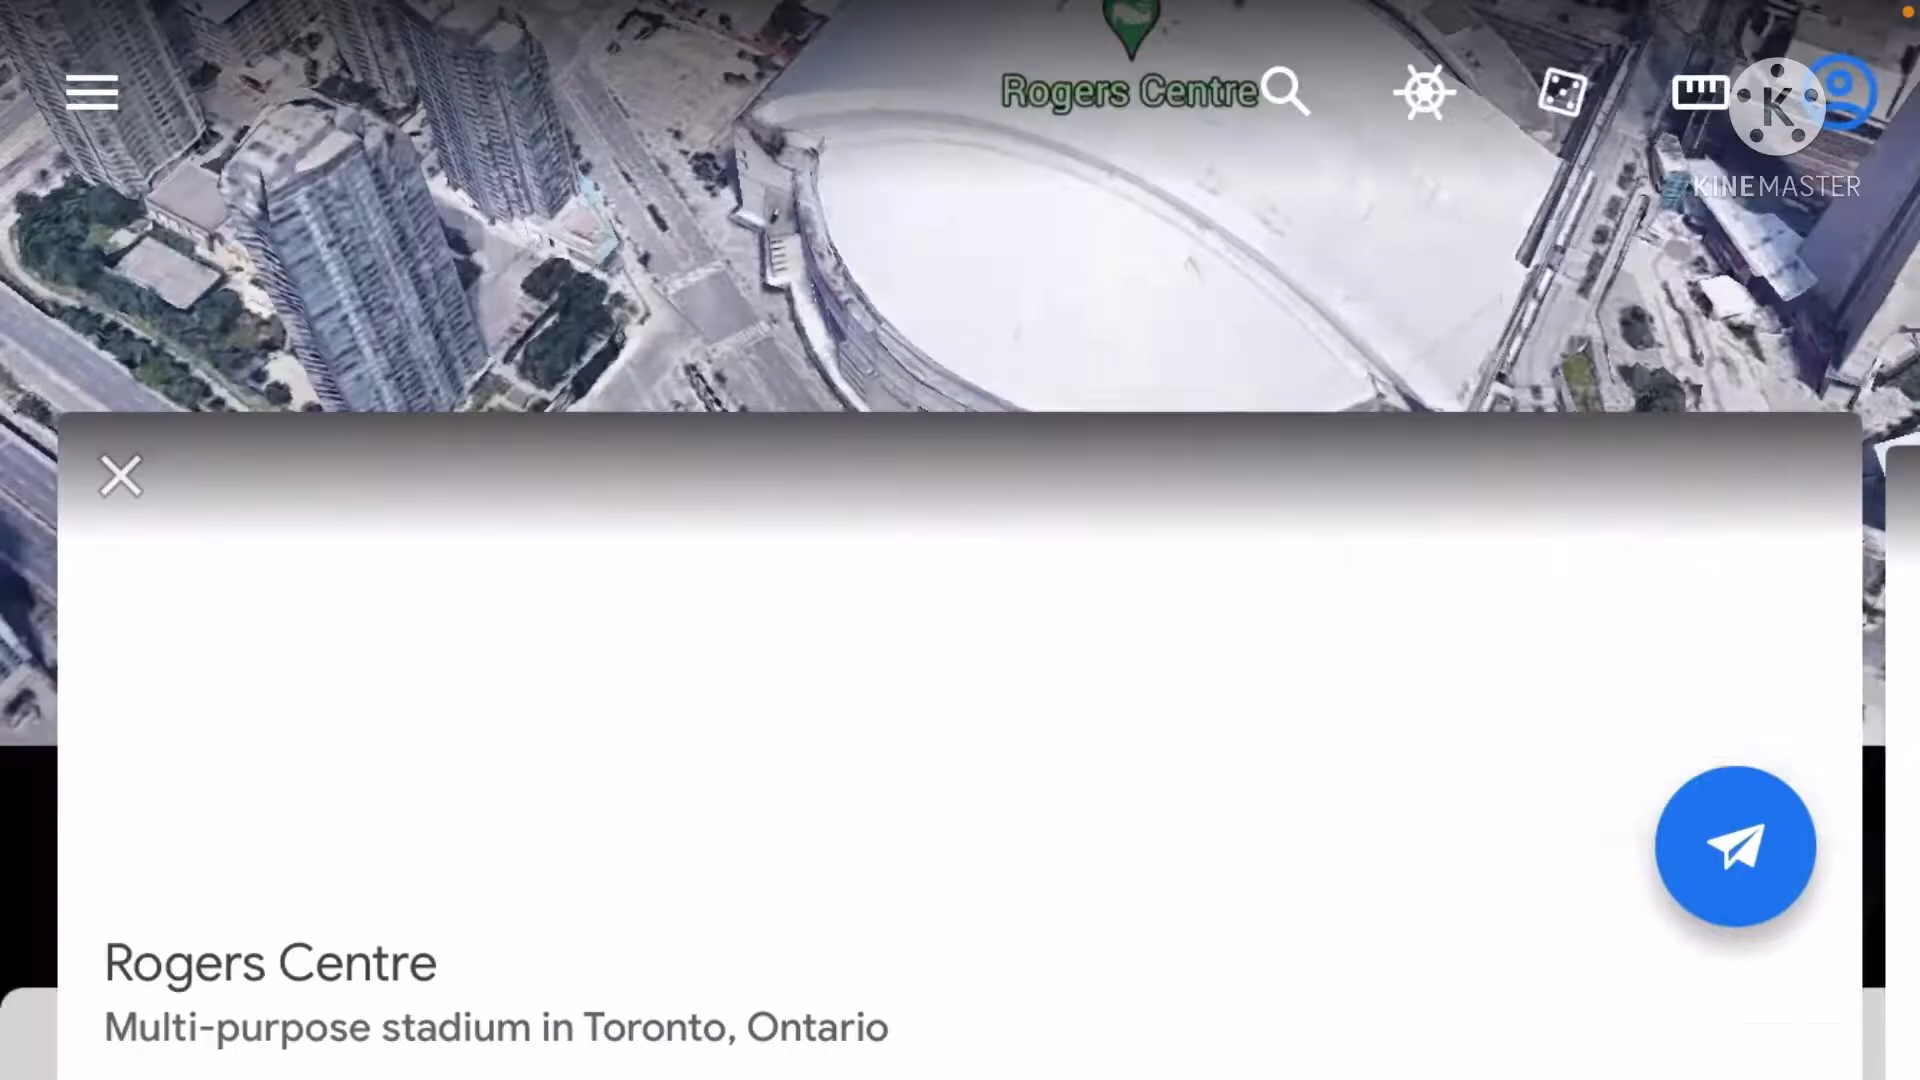 Rogers Centre
K
KINEMASTER
Rogers Centre
Multi-purpose stadium in Toronto, Ontario